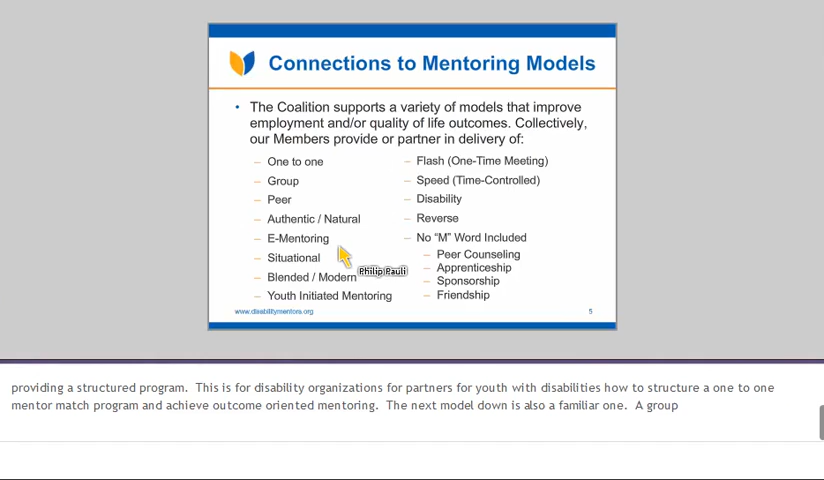 Connections to Mentoring Models
• The Coalition supports a variety of models that improve
employment and/or quality of life outcomes. Collectively,
our Members provide or partner in delivery of:
– One to one
– Group
– Peer
– Authentic / Natural
– E-Mentoring
– Situational
– Blended / Modern
– Youth Initiated Mentoring
– Flash (One-Time Meeting)
– Speed (Time-Controlled)
– Disability
– Reverse
– No “M” Word Included
– Peer Counseling
– Apprenticeship
– Sponsorship
– Friendship
Philip Pauli
www.disabilitymentors.org
5
providing a structured program.  This is for disability organizations for partners for youth with disabilities how to structure a one to one
mentor match program and achieve outcome oriented mentoring.  The next model down is also a familiar one.  A group